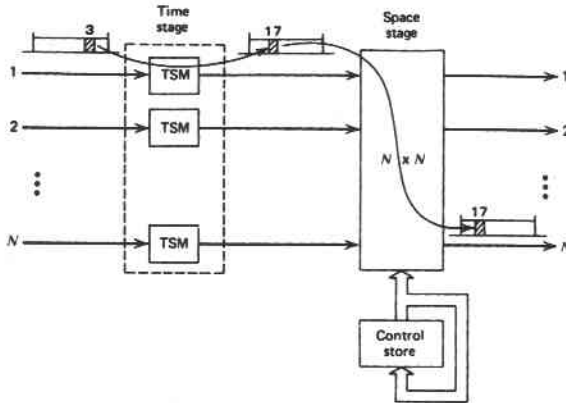 Time
stage
Space
stage
3
17
1
TSM
1
2
TSM
2
N x N
17
N
TSM
Control
store